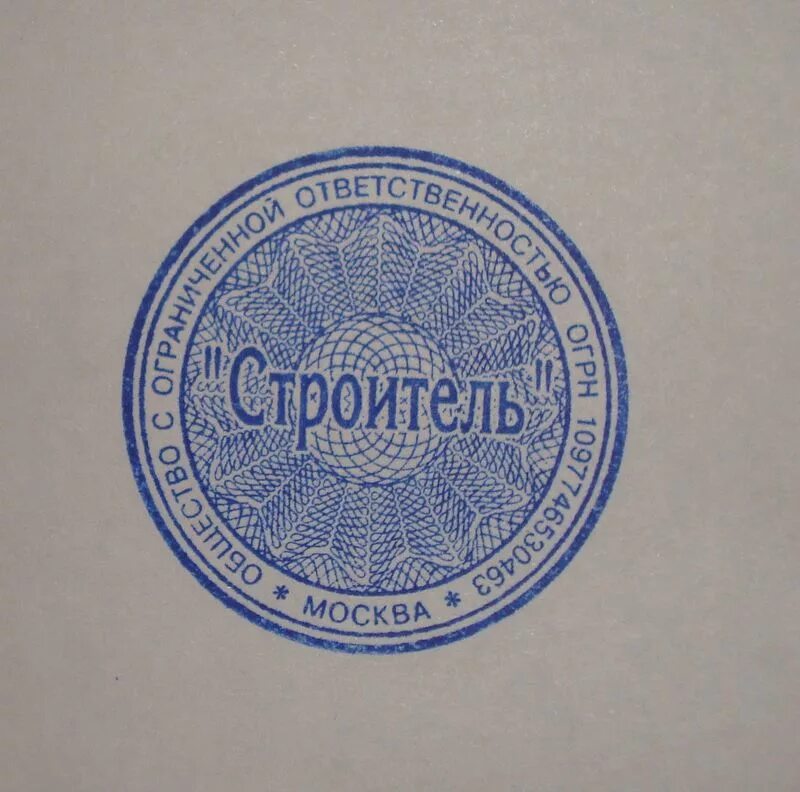 ОБЩЕСТВО С ОГРАНИЧЕННОЙ ОТВЕТСТВЕННОСТЬЮ ОГРН 1097746530463
* МОСКВА *
"Строитель"